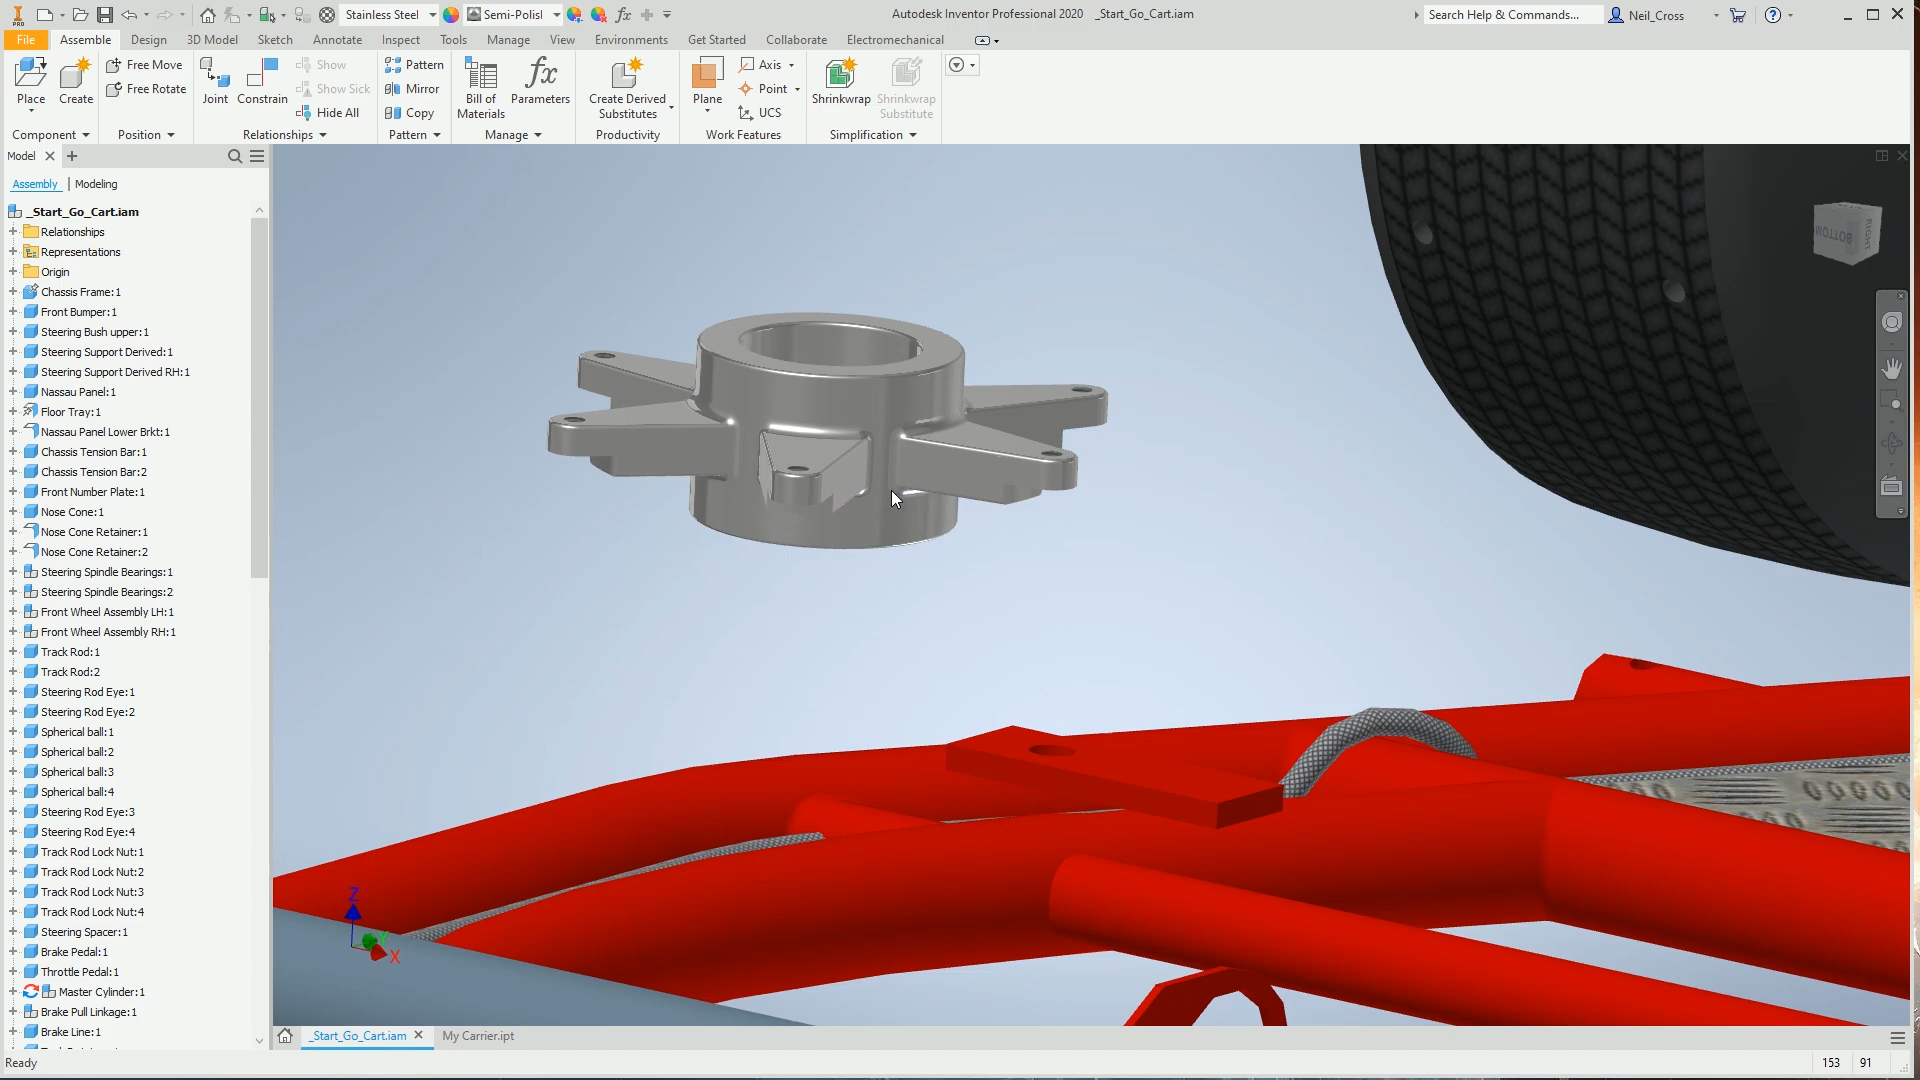 PRO
Stainless Steel
Semi-Polisl
fx
Autodesk Inventor Professional 2020 _Start_Go_Cart.iam
Search Help & Commands...
Neil_Cross
File Assemble Design 3D Model Sketch Annotate Inspect Tools Manage View Environments Get Started Collaborate Electromechanical
Place
Create
Free Move
Free Rotate
Joint
Constrain
Show
Show Sick
Hide All
Pattern
Mirror
Copy
Bill of
Materials
fx
Parameters
Create Derived
Substitutes
Plane
Axis
Point
UCS
Shrinkwrap
Shrinkwrap
Substitute
Component Position Relationships Pattern Manage Productivity Work Features Simplification
Model
Assembly | Modeling
_Start_Go_Cart.iam
Relationships
Representations
Origin
Chassis Frame:1
Front Bumper:1
Steering Bush upper:1
Steering Support Derived:1
Steering Support Derived RH:1
Nassau Panel:1
Floor Tray:1
Nassau Panel Lower Brkt:1
Chassis Tension Bar:1
Chassis Tension Bar:2
Front Number Plate:1
Nose Cone:1
Nose Cone Retainer:1
Nose Cone Retainer:2
Steering Spindle Bearings:1
Steering Spindle Bearings:2
Front Wheel Assembly LH:1
Front Wheel Assembly RH:1
Track Rod:1
Track Rod:2
Steering Rod Eye:1
Steering Rod Eye:2
Spherical ball:1
Spherical ball:2
Spherical ball:3
Spherical ball:4
Steering Rod Eye:3
Steering Rod Eye:4
Track Rod Lock Nut:1
Track Rod Lock Nut:2
Track Rod Lock Nut:3
Track Rod Lock Nut:4
Steering Spacer:1
Brake Pedal:1
Throttle Pedal:1
Master Cylinder:1
Brake Pull Linkage:1
Brake Line:1
BOTTOM
RIGHT
Z
Y
X
_Start_Go_Cart.iam
My Carrier.ipt
Ready
153 91